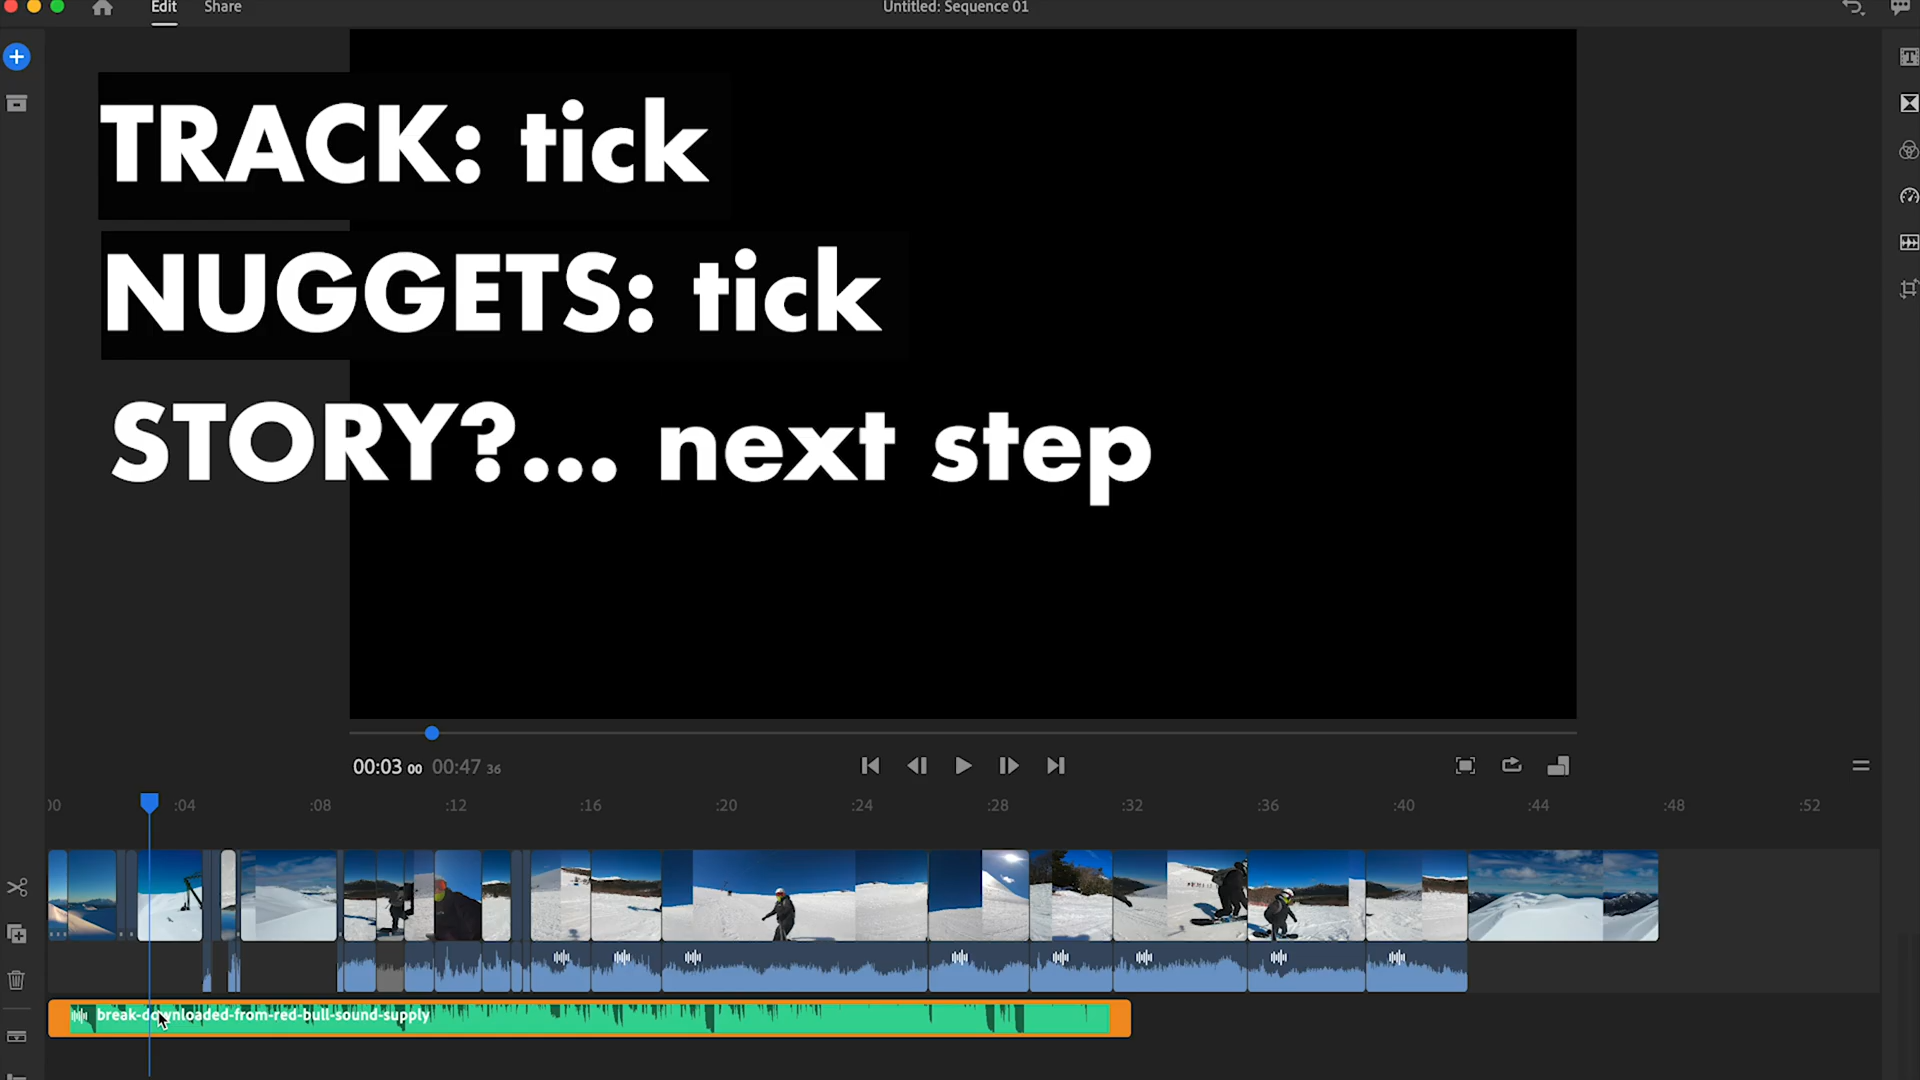 Edit
Share
Untitled: Sequence 01
TRACK: tick
NUGGETS: tick
STORY?... next step
00:03 00 00:47 36
00 :04 :08 :12 :16 :20 :24 :28 :32 :36 :40 :44 :48 :52
break-downloaded-from-red-bull-sound-supply